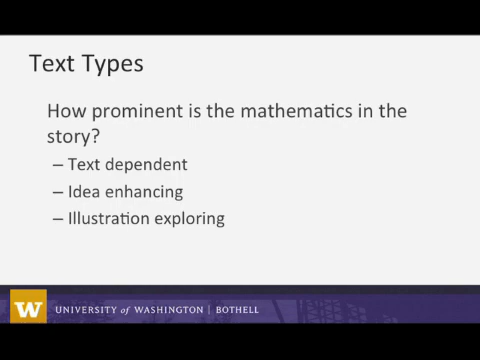 Text Types
How prominent is the mathematics in the
story?
– Text dependent
– Idea enhancing
– Illustration exploring
W UNIVERSITY of WASHINGTON | BOTHELL